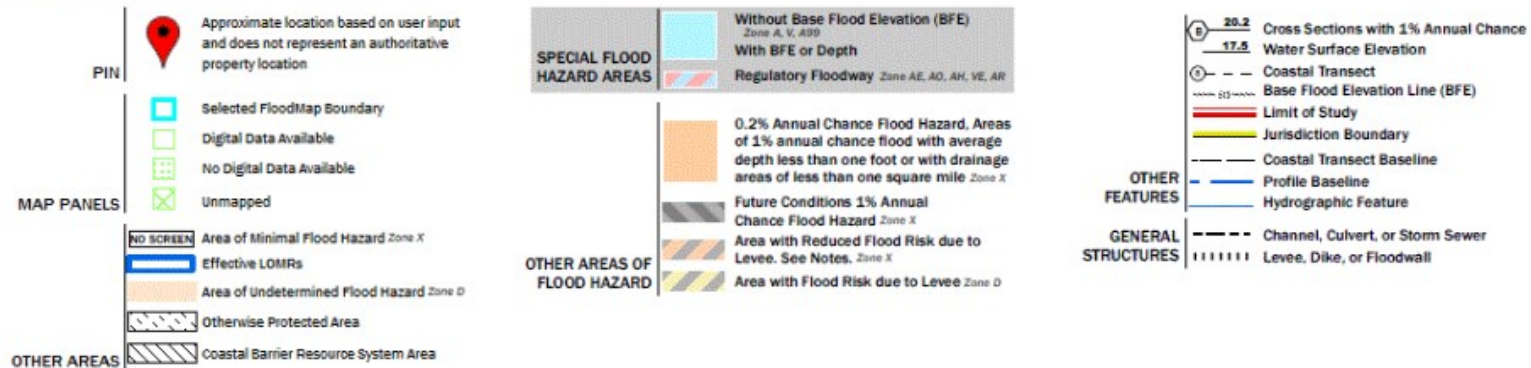 PIN
Approximate location based on user input
and does not represent an authoritative
property location
MAP PANELS
Selected FloodMap Boundary
Digital Data Available
No Digital Data Available
Unmapped
OTHER AREAS
NO SCREEN Area of Minimal Flood Hazard Zone X
Effective LOMRs
Area of Undetermined Flood Hazard Zone D
Otherwise Protected Area
Coastal Barrier Resource System Area
SPECIAL FLOOD
HAZARD AREAS
Without Base Flood Elevation (BFE)
Zone A, V, A99
With BFE or Depth
Regulatory Floodway Zone AE, AO, AH, VE, AR
OTHER AREAS OF
FLOOD HAZARD
0.2% Annual Chance Flood Hazard, Areas
of 1% annual chance flood with average
depth less than one foot or with drainage
areas of less than one square mile Zone X
Future Conditions 1% Annual
Chance Flood Hazard Zone X
Area with Reduced Flood Risk due to
Levee. See Notes. Zone X
Area with Flood Risk due to Levee Zone D
OTHER
FEATURES
B 20.2 Cross Sections with 1% Annual Chance
17.5 Water Surface Elevation
Coastal Transect
Base Flood Elevation Line (BFE)
Limit of Study
Jurisdiction Boundary
Coastal Transect Baseline
Profile Baseline
Hydrographic Feature
GENERAL
STRUCTURES
Channel, Culvert, or Storm Sewer
Levee, Dike, or Floodwall